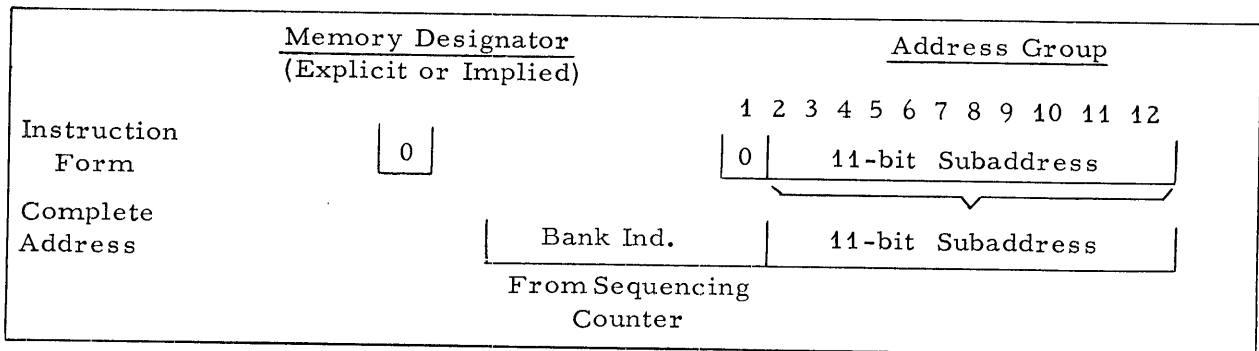 Memory Designator
(Explicit or Implied)
Address Group
1 2 3 4 5 6 7 8 9 10 11 12
Instruction
Form
0
0
11-bit Subaddress
Complete
Address
Bank Ind.
11-bit Subaddress
From Sequencing
Counter